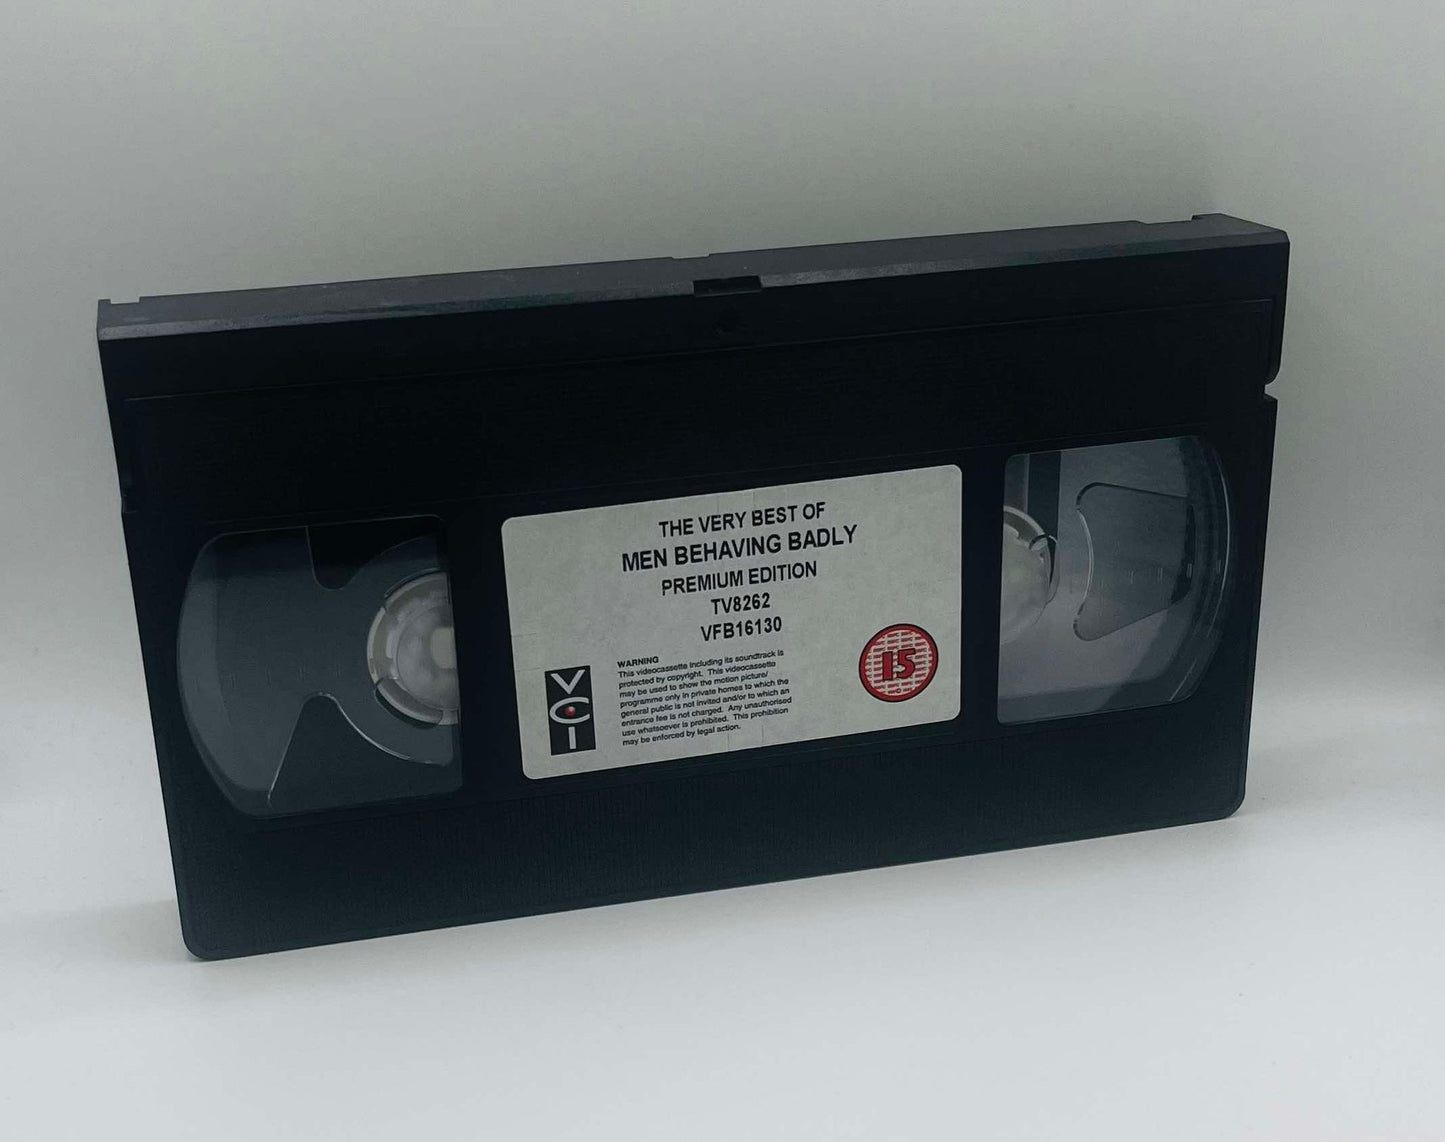 THE VERY BEST OF
MEN BEHAVING BADLY
PREMIUM EDITION
TV8262
VFB16130
WARNING
This videocassette including its soundtrack is
protected by copyright. This videocassette
may be used to show the motion picture/
programme only in private homes to which the
general public is not invited and/or to which an
entrance fee is not charged. Any unauthorised
use whatsoever is prohibited. This prohibition
may be enforced by legal action.
VCI
15